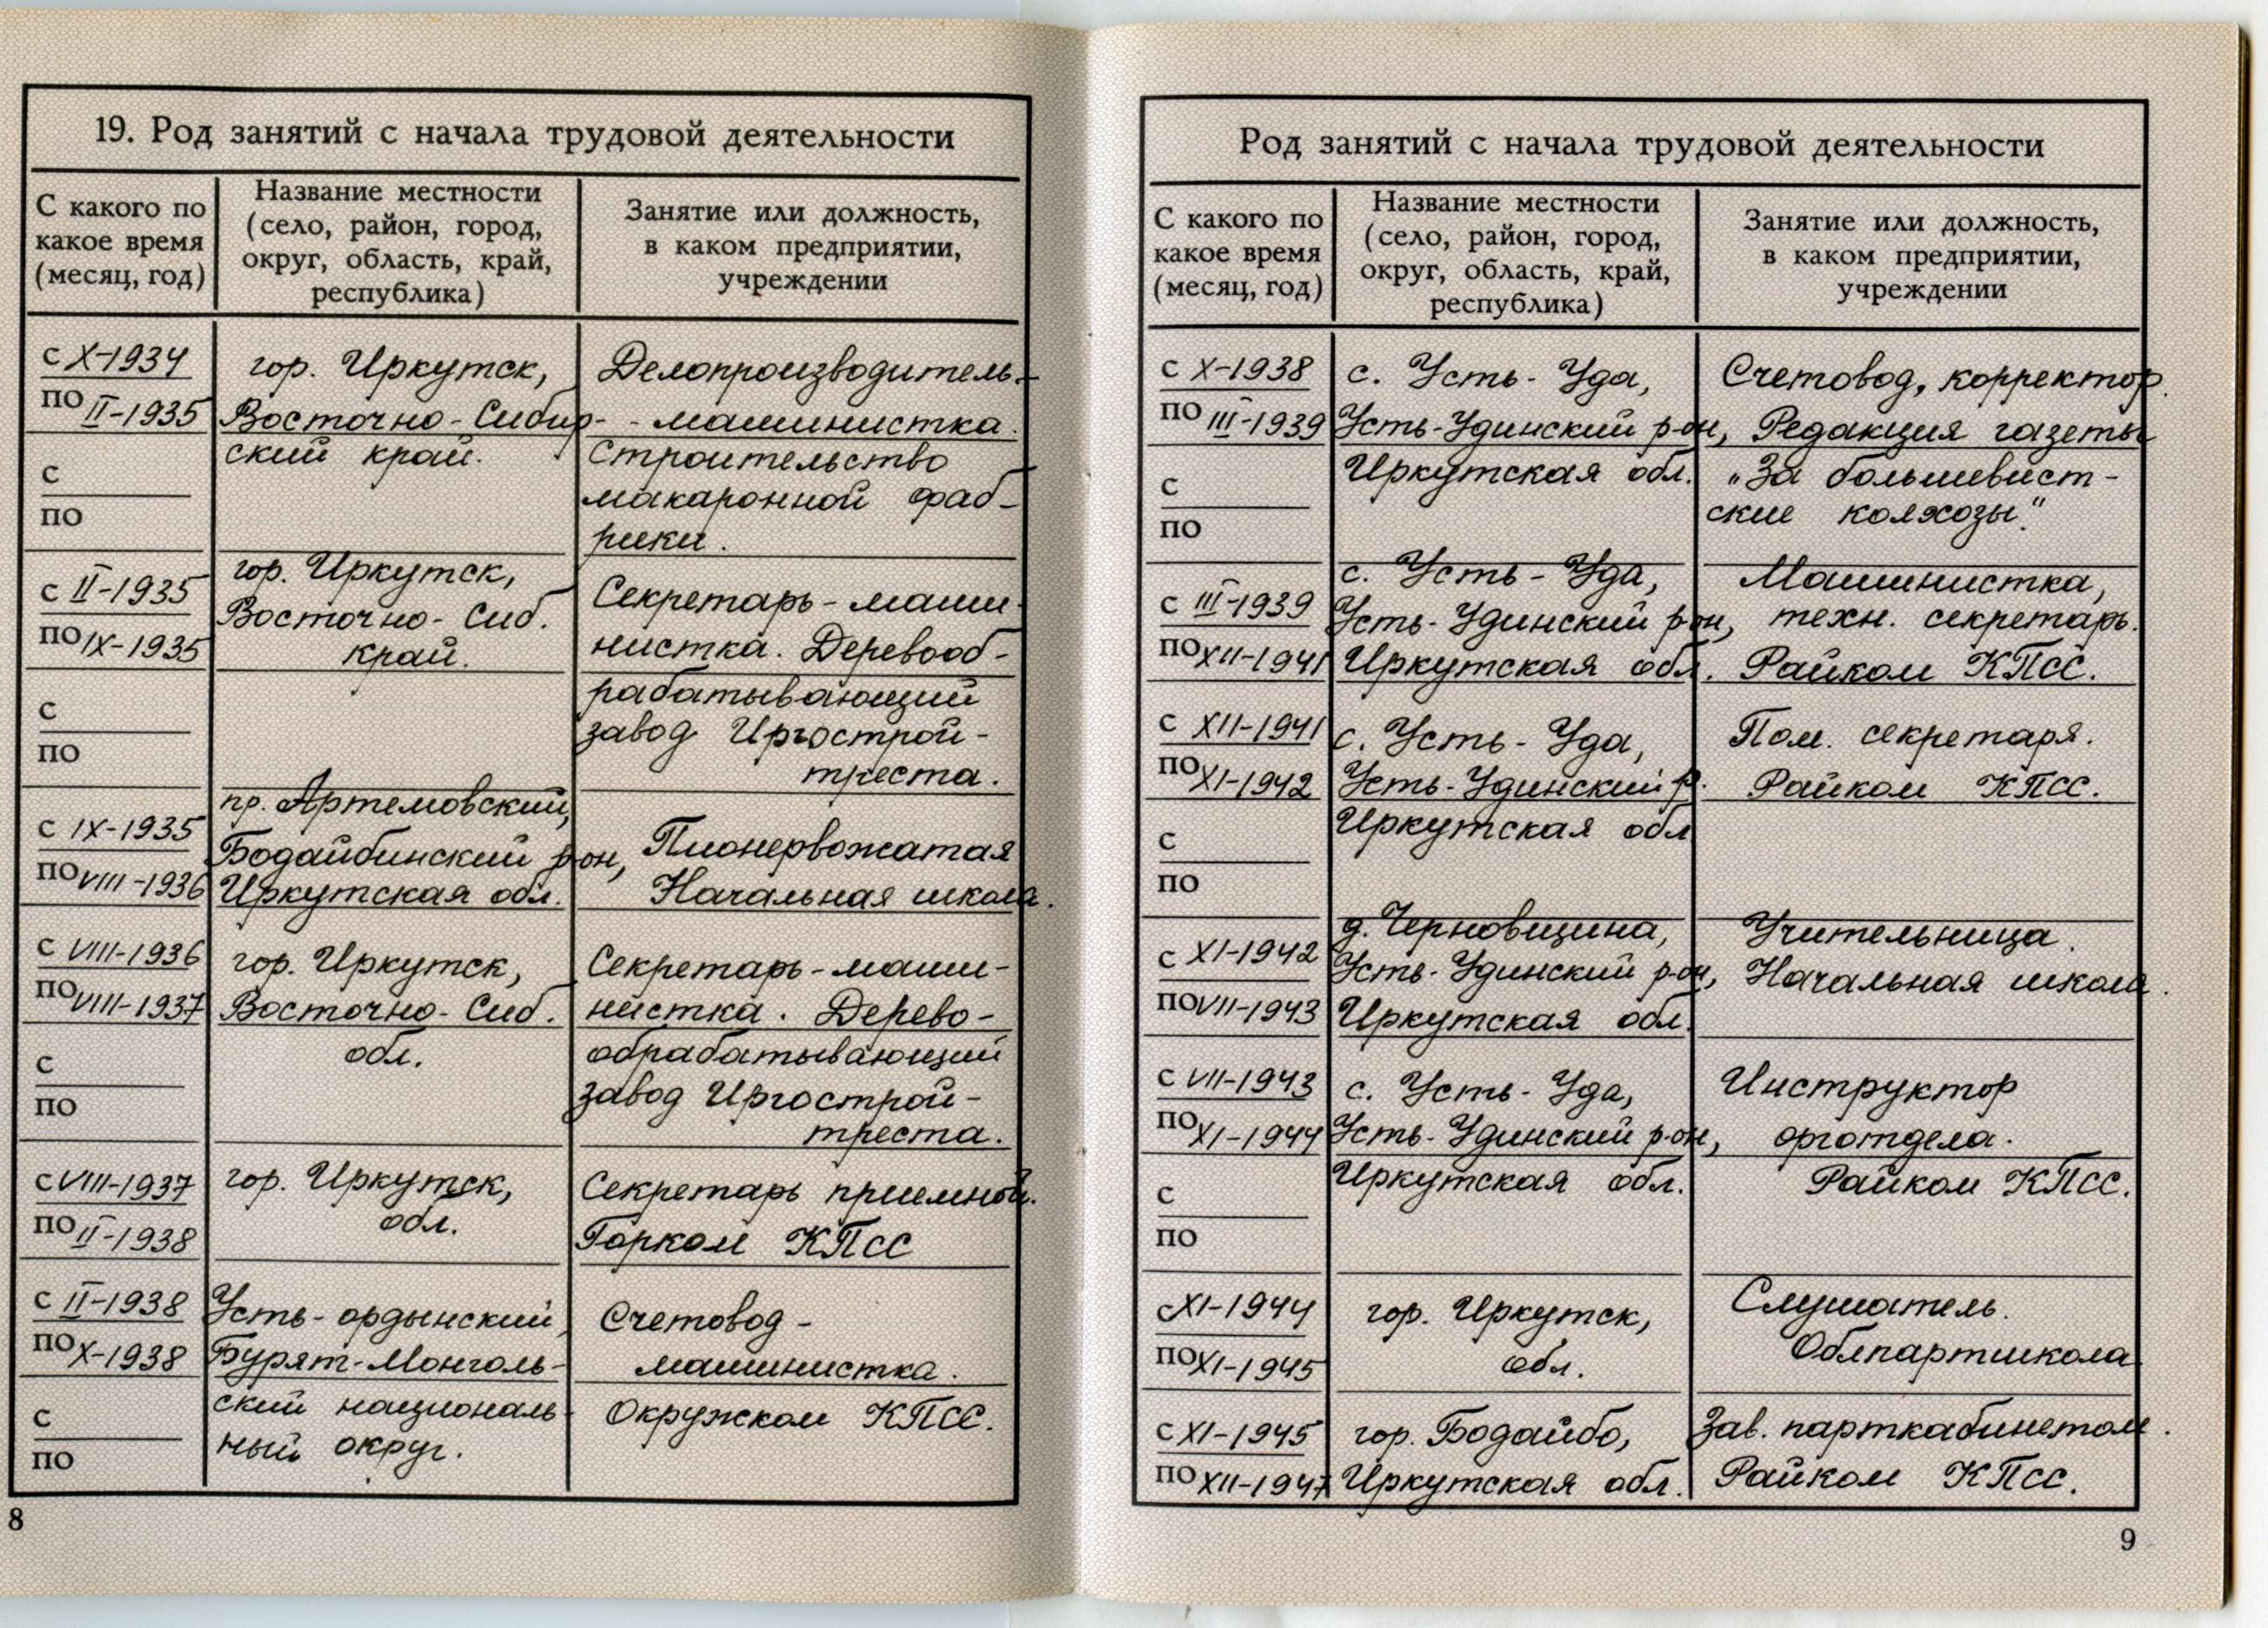 19. Род занятий с начала трудовой деятельности
С какого по
какое время
(месяц, год)
Название местности
(село, район, город,
округ, область, край,
республика)
Занятие или должность,
в каком предприятии,
учреждении
с X-1934
по II-1935
с
по
гор. Иркутск,
Восточно-Сибир-
ский край.
Делопроизводитель-
-машинистка.
Строительство
макаронной фаб-
рики.
с II-1935
по IX-1935
с
по
гор. Иркутск,
Восточно-Сиб.
край.
Секретарь-маши-
нистка. Деревооб-
рабатывающий
завод Иргострой-
треста.
с IX-1935
по VIII-1936
пр. Артемовский,
Бодайбинский р-он,
Иркутская обл.
Пионервожатая
Начальная школа.
с VIII-1936
по VIII-1937
с
по
гор. Иркутск,
Восточно-Сиб.
обл.
Секретарь-маши-
нистка. Дерево-
обрабатывающий
завод Иргострой-
треста.
с VIII-1937
по II-1938
гор. Иркутск,
обл.
Секретарь приемной.
Горком КПСС
с II-1938
по X-1938
с
по
Усть-ордынский
Бурят-Монголь-
ский националь-
ный округ.
Счетовод-
машинистка.
Окружком КПСС.
8
Род занятий с начала трудовой деятельности
С какого по
какое время
(месяц, год)
Название местности
(село, район, город,
округ, область, край,
республика)
Занятие или должность,
в каком предприятии,
учреждении
с X-1938
по III-1939
с
по
с. Усть-Уда,
Усть-Удинский р-он,
Иркутская обл.
Счетовод, корректор.
Редакция газеты
„За большевист-
ские колхозы."
с III-1939
по XII-1941
с. Усть-Уда,
Усть-Удинский р-он,
Иркутская обл.
Машинистка,
техн. секретарь.
Райком КПСС.
с XII-1941
по XI-1942
с
по
с. Усть-Уда,
Усть-Удинский р.
Иркутская обл
Пом. секретаря.
Райком КПСС.
с XI-1942
по VII-1943
д. Черновщина,
Усть-Удинский р-он,
Иркутская обл.
Учительница.
Начальная школа.
с VII-1943
по XI-1944
с
по
с. Усть-Уда,
Усть-Удинский р-он,
Иркутская обл.
Инструктор
орготдела.
Райком КПСС.
с XI-1944
по XI-1945
гор. Иркутск,
обл.
Слушатель.
Облпартшкола
с XI-1945
по XII-1947
гор. Бодайбо,
Иркутская обл.
Зав. парткабинетом.
Райком КПСС.
9